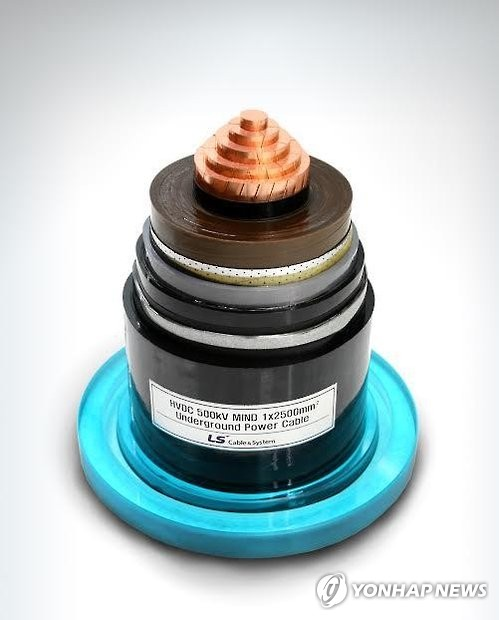 HVDC 500kV MIND 1x2500mm²
Underground Power Cable
LS Cable & System
YONHAP NEWS